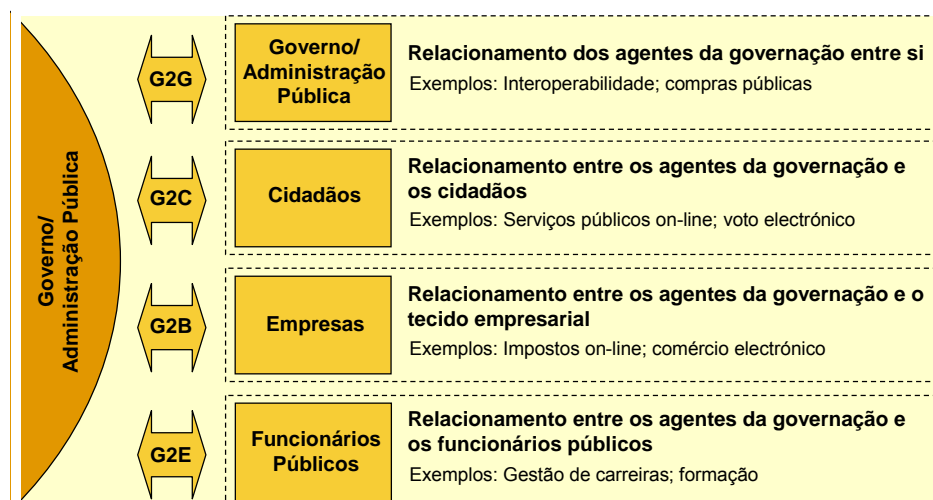 Governo/
Administração Pública
G2G
Governo/
Administração
Pública
Relacionamento dos agentes da governação entre si
Exemplos: Interoperabilidade; compras públicas
G2C
Cidadãos
Relacionamento entre os agentes da governação e
os cidadãos
Exemplos: Serviços públicos on-line; voto electrónico
G2B
Empresas
Relacionamento entre os agentes da governação e o
tecido empresarial
Exemplos: Impostos on-line; comércio electrónico
G2E
Funcionários
Públicos
Relacionamento entre os agentes da governação e
os funcionários públicos
Exemplos: Gestão de carreiras; formação